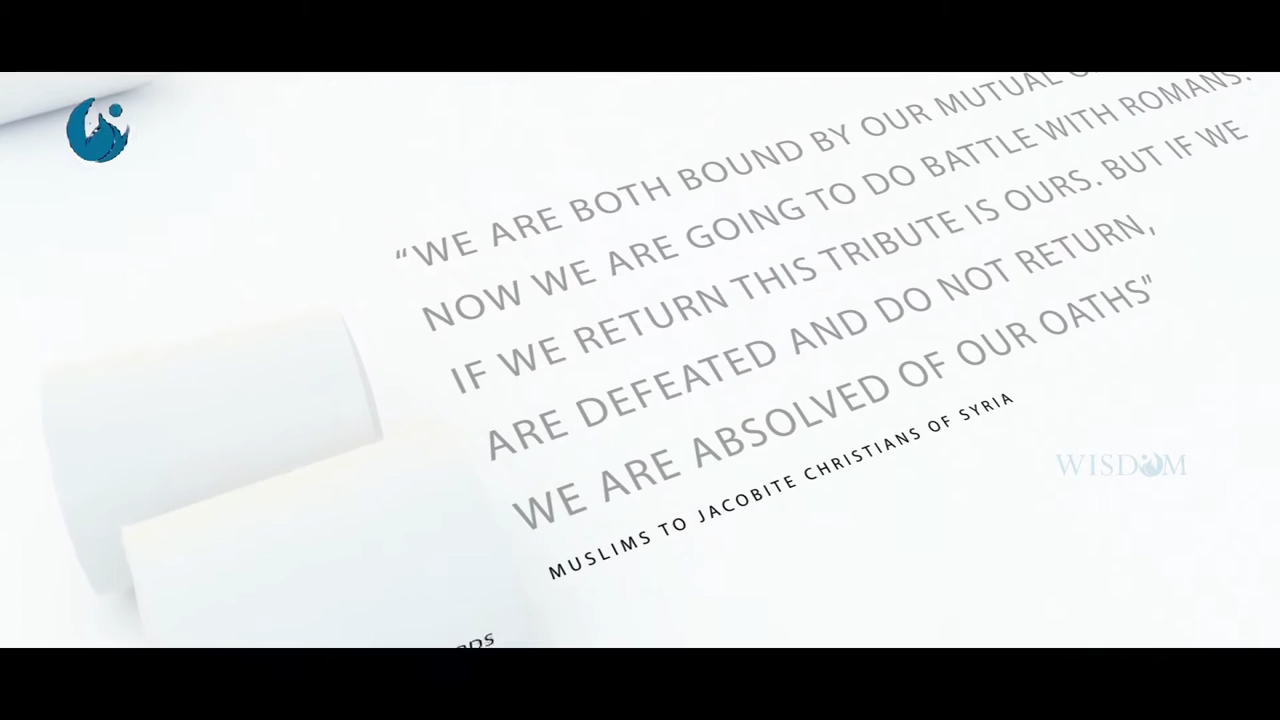 “WE ARE BOTH BOUND BY OUR MUTUAL
NOW WE ARE GOING TO DO BATTLE WITH ROMANS.
IF WE RETURN THIS TRIBUTE IS OURS. BUT IF WE
ARE DEFEATED AND DO NOT RETURN,
WE ARE ABSOLVED OF OUR OATHS”
MUSLIMS TO JACOBITE CHRISTIANS OF SYRIA
WISDOM